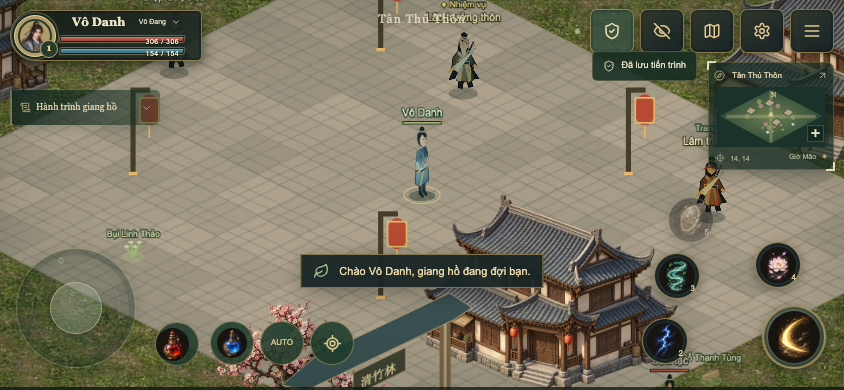 Vô Danh
Võ Đang
306 / 306
154 / 154
1
Nhiệm vụ
Tân Thủ Thôn
Đã lưu tiến trình
Tân Thủ Thôn
N
14, 14
Giờ Mão
Hành trình giang hồ
Vô Danh
Bụi Linh Thảo
5
Chào Vô Danh, giang hồ đang đợi bạn.
3
4
AUTO
2
Thanh Tùng
清竹林